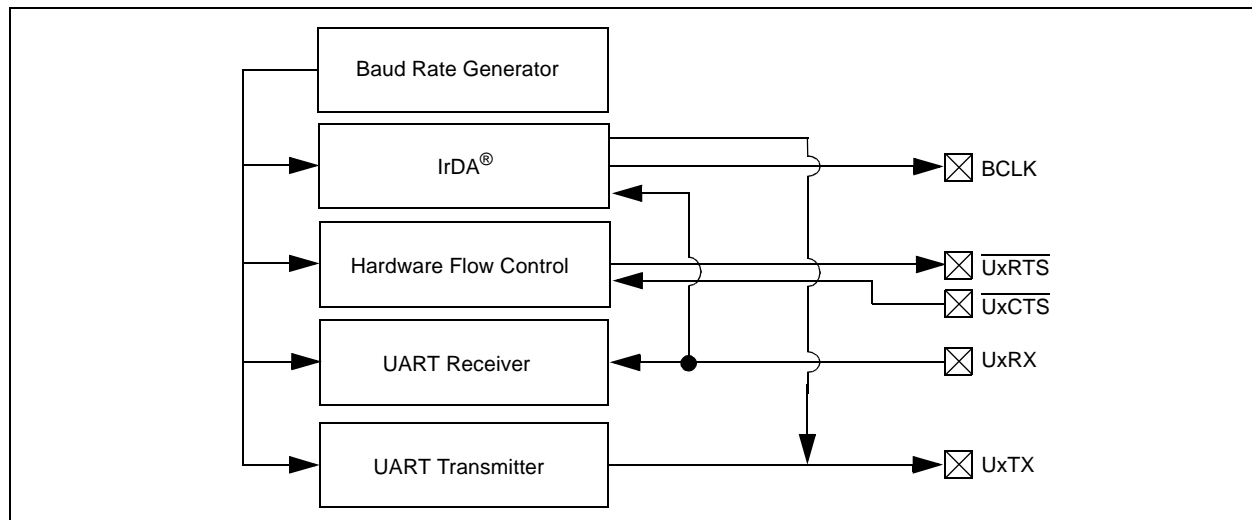 Baud Rate Generator
IrDA®
BCLK
Hardware Flow Control
UxRTS
UxCTS
UART Receiver
UxRX
UART Transmitter
UxTX